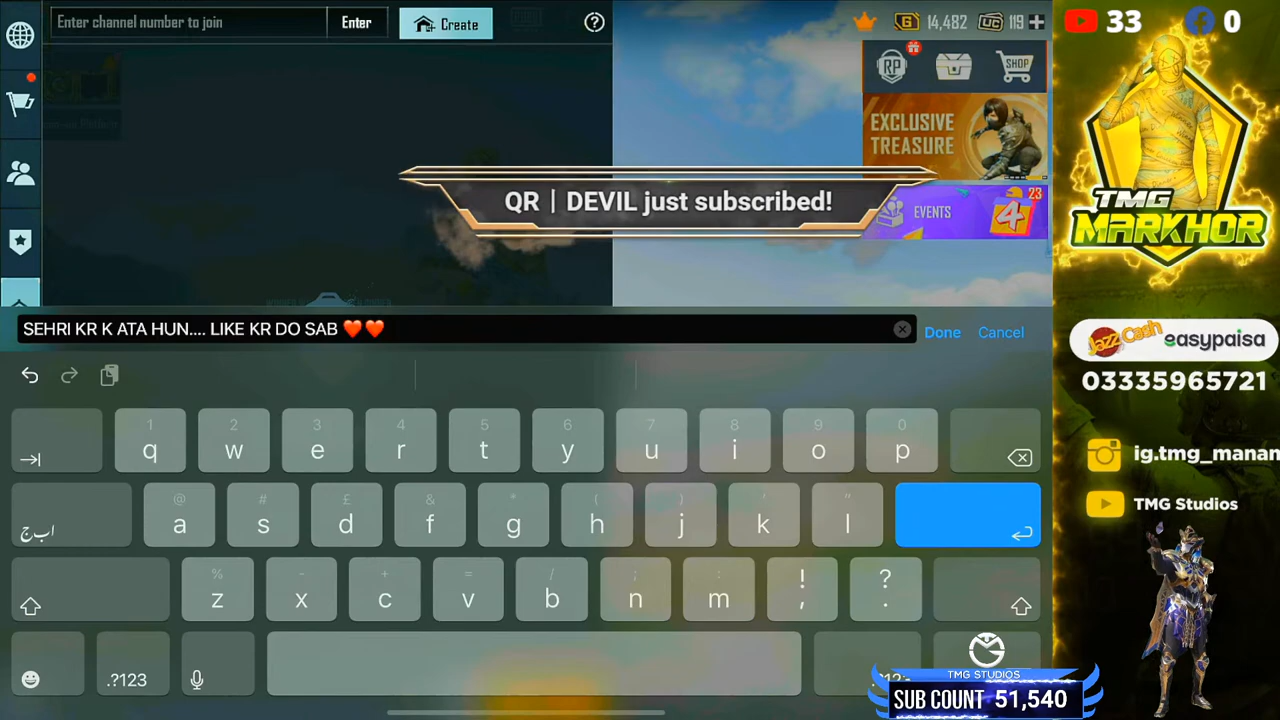 Enter channel number to join
Enter
Create
14,482
UC
119
33
0
RP
SHOP
EXCLUSIVE
TREASURE
QR | DEVIL just subscribed!
EVENTS
23
4
TMG
MARKHOR
SEHRI KR K ATA HUN.... LIKE KR DO SAB ❤️❤️
Done
Cancel
JazzCash
easypaisa
03335965721
1 2 3 4 5 6 7 8 9 0
q w e r t y u i o p
@ # £ & * ( ) ' "
ا ب ج
a s d f g h j k l
% - + = / ; : ! ?
z x c v b n m , .
.?123
ig.tmg_manan
TMG Studios
TMG STUDIOS
SUB COUNT 51,540